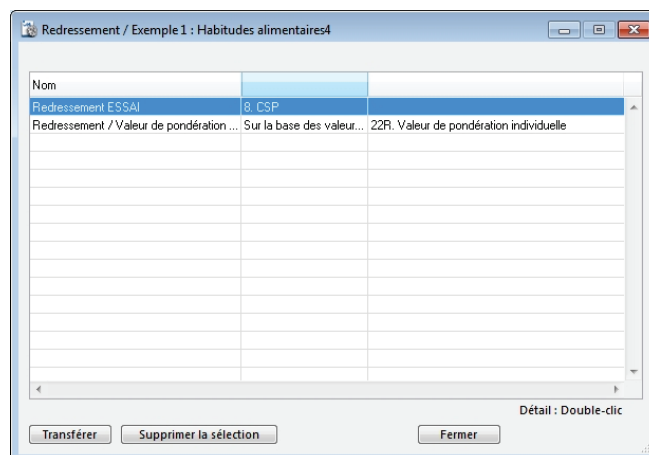 Redressement / Exemple 1 : Habitudes alimentaires4
Nom
Redressement ESSAI 8. CSP
Redressement / Valeur de pondération ... Sur la base des valeur... 22R. Valeur de pondération individuelle
Détail : Double-clic
Transférer Supprimer la sélection Fermer